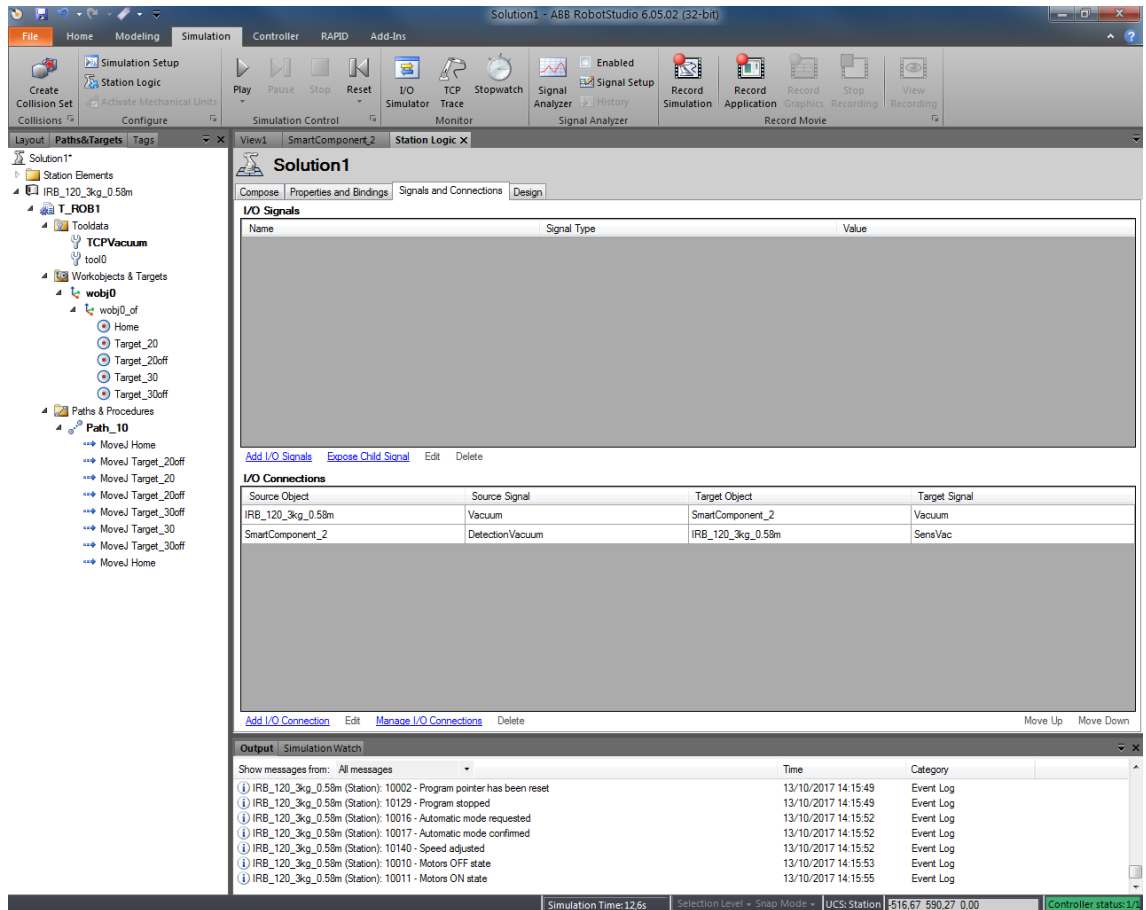 Solution1 - ABB RobotStudio 6.05.02 (32-bit)
File Home Modeling Simulation Controller RAPID Add-Ins
Create Collision Set
Simulation Setup
Station Logic
Activate Mechanical Units
Play Pause Stop Reset
I/O Simulator
TCP Trace
Stopwatch
Signal Analyzer
Enabled
Signal Setup
History
Record Simulation
Record Application
Record Graphics
Stop Recording
View Recording
Collisions Configure Simulation Control Monitor Signal Analyzer Record Movie
Layout Paths&Targets Tags
View1 SmartComponent_2 Station Logic X
Solution1*
Station Elements
IRB_120_3kg_0.58m
T_ROB1
Tooldata
TCPVacuum
tool0
Workobjects & Targets
wobj0
wobj0_of
Home
Target_20
Target_20off
Target_30
Target_30off
Paths & Procedures
Path_10
MoveJ Home
MoveJ Target_20off
MoveJ Target_20
MoveJ Target_20off
MoveJ Target_30off
MoveJ Target_30
MoveJ Target_30off
MoveJ Home
Solution1
Compose Properties and Bindings Signals and Connections Design
I/O Signals
Name Signal Type Value
Add I/O Signals Expose Child Signal Edit Delete
I/O Connections
Source Object Source Signal Target Object Target Signal
IRB_120_3kg_0.58m Vacuum SmartComponent_2 Vacuum
SmartComponent_2 DetectionVacuum IRB_120_3kg_0.58m SensVac
Add I/O Connection Edit Manage I/O Connections Delete Move Up Move Down
Output Simulation Watch
Show messages from: All messages Time Category
IRB_120_3kg_0.58m (Station): 10002 - Program pointer has been reset 13/10/2017 14:15:49 Event Log
IRB_120_3kg_0.58m (Station): 10129 - Program stopped 13/10/2017 14:15:49 Event Log
IRB_120_3kg_0.58m (Station): 10016 - Automatic mode requested 13/10/2017 14:15:52 Event Log
IRB_120_3kg_0.58m (Station): 10017 - Automatic mode confirmed 13/10/2017 14:15:52 Event Log
IRB_120_3kg_0.58m (Station): 10140 - Speed adjusted 13/10/2017 14:15:52 Event Log
IRB_120_3kg_0.58m (Station): 10010 - Motors OFF state 13/10/2017 14:15:53 Event Log
IRB_120_3kg_0.58m (Station): 10011 - Motors ON state 13/10/2017 14:15:55 Event Log
Simulation Time: 12,6s Selection Level Snap Mode UCS: Station -516,67 590,27 0,00 Controller status: 1/1